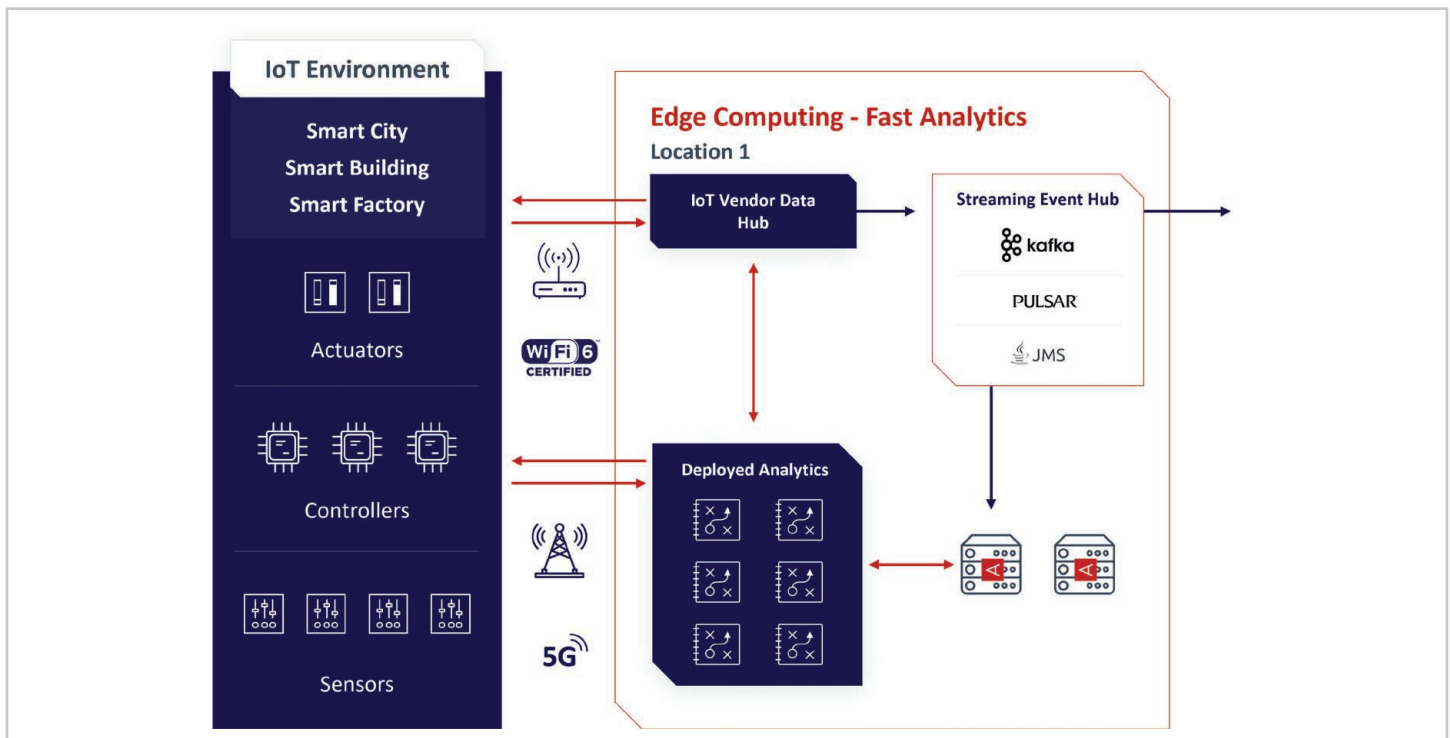 IoT Environment
Smart City
Smart Building
Smart Factory
Actuators
Controllers
Sensors
WiFi 6
CERTIFIED
5G
Edge Computing - Fast Analytics
Location 1
IoT Vendor Data
Hub
Streaming Event Hub
kafka
PULSAR
JMS
Deployed Analytics